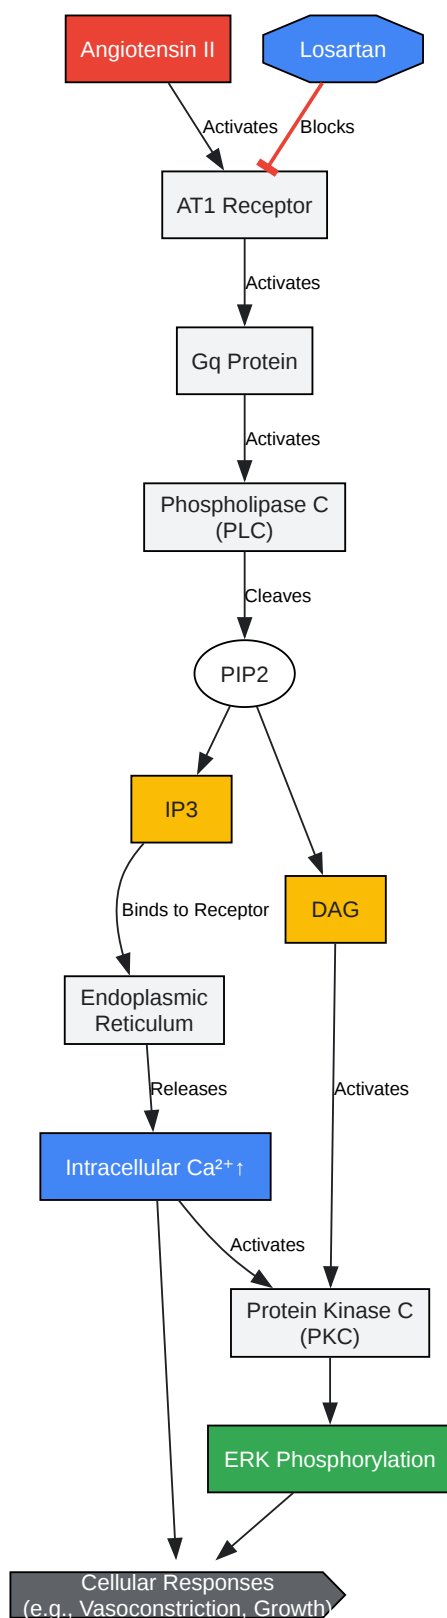 Angiotensin II
Losartan
Activates
Blocks
AT1 Receptor
Activates
Gq Protein
Activates
Phospholipase C
(PLC)
Cleaves
PIP2
IP3
DAG
Binds to Receptor
Endoplasmic
Reticulum
Releases
Activates
Intracellular Ca²⁺↑
Activates
Protein Kinase C
(PKC)
ERK Phosphorylation
Cellular Responses
(e.g., Vasoconstriction, Growth)